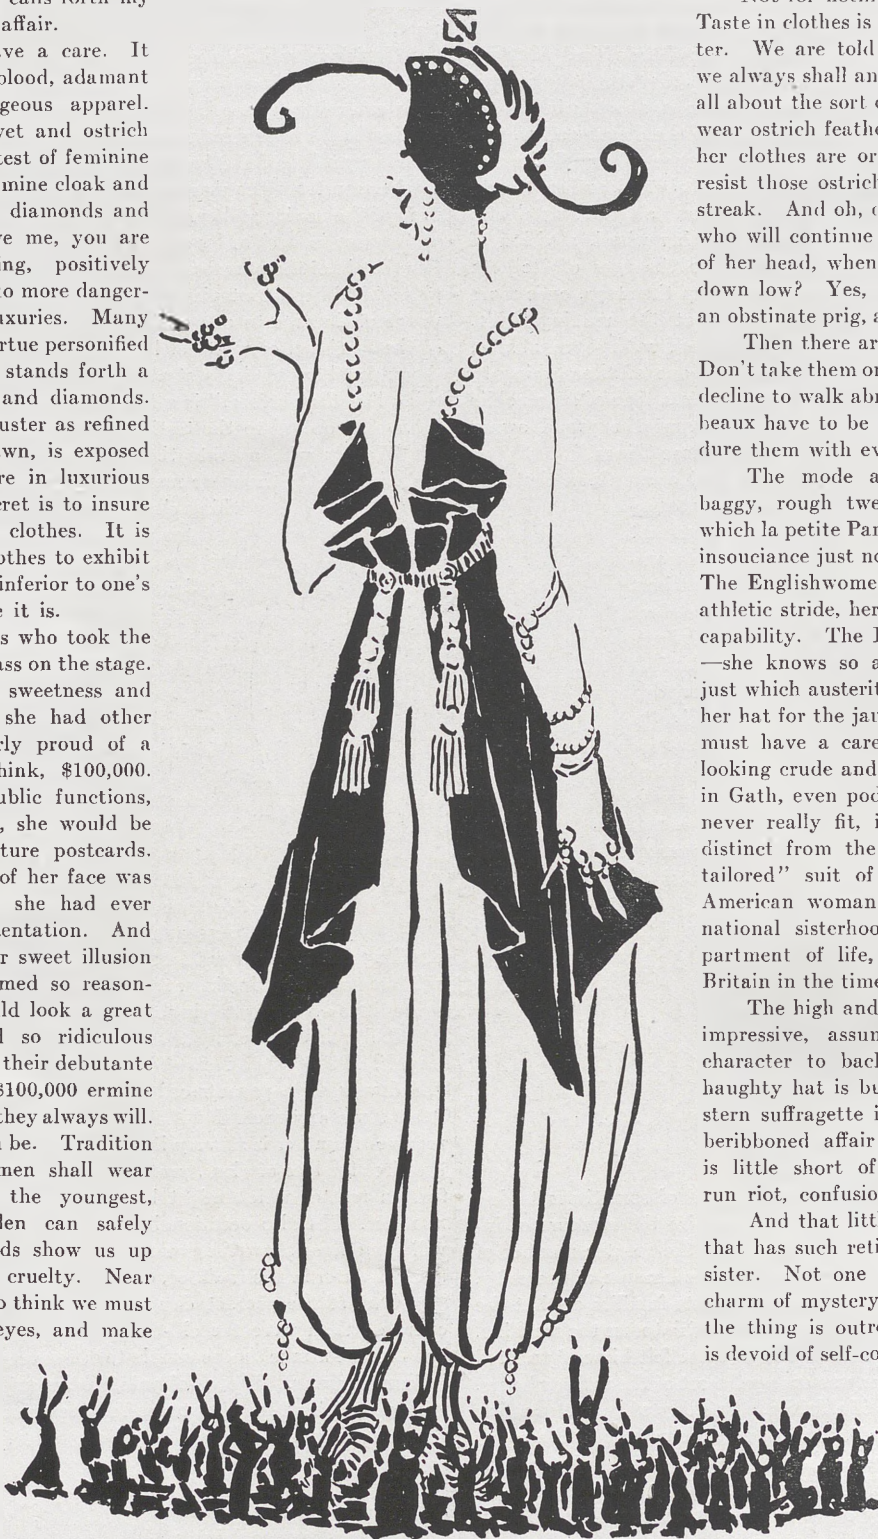 affair.
ve a care. It
blood, adamant
geous apparel.
vet and ostrich
test of feminine
mine cloak and
diamonds and
ve me, you are
ing, positively
to more danger-
uxuries. Many
rtue personified
stands forth a
and diamonds.
uster as refined
wn, is exposed
re in luxurious
cret is to insure
clothes. It is
othes to exhibit
inferior to one's
e it is.
s who took the
ass on the stage.
sweetness and
she had other
rly proud of a
hink, $100,000.
ublic functions,
, she would be
ture postcards.
of her face was
she had ever
entation. And
r sweet illusion
med so reason-
ld look a great
l so ridiculous
their debutante
$100,000 ermine
they always will.
n be. Tradition
men shall wear
the youngest,
len can safely
ds show us up
cruelty. Near
o think we must
eyes, and make
Taste in clothes is
ter. We are told
we always shall an
all about the sort
wear ostrich feath
her clothes are or
resist those ostrich
streak. And oh,
who will continue
of her head, when
down low? Yes,
an obstinate prig, a
Then there ar
Don't take them or
decline to walk abr
beaux have to be
dure them with ev
The mode a
baggy, rough twe
which la petite Par
insouciance just no
The Englishwome
athletic stride, her
capability. The
—she knows so a
just which austerit
her hat for the jau
must have a care
looking crude and
in Gath, even pod
never really fit, i
distinct from the
tailored” suit of
American woman
national sisterhoo
partment of life,
Britain in the time
The high and
impressive, assum
character to back
haughty hat is bu
stern suffragette i
beribboned affair
is little short of
run riot, confusio
And that littl
that has such reti
sister. Not one
charm of mystery
the thing is outre
is devoid of self-co